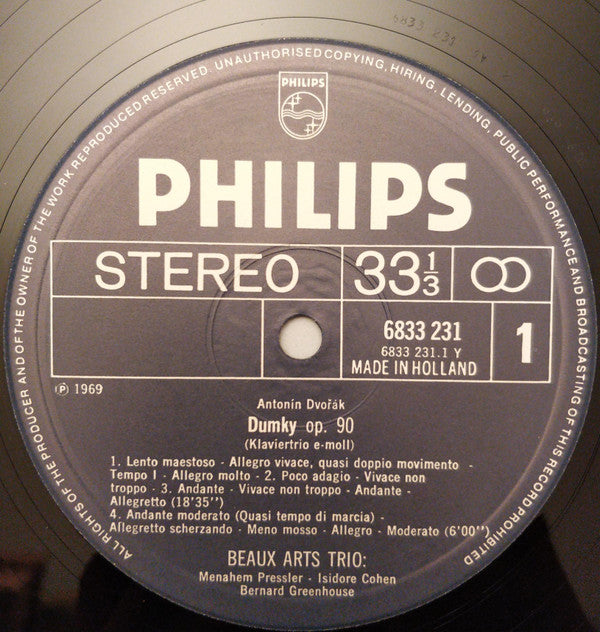 6833 231
ALL RIGHTS OF THE PRODUCER AND OF THE OWNER OF THE WORK REPRODUCED RESERVED. UNAUTHORISED COPYING, HIRING, LENDING, PUBLIC PERFORMANCE AND BROADCASTING OF THIS RECORD PROHIBITED
PHILIPS
PHILIPS
STEREO 33⅓
6833 231
6833 231.1 Y
MADE IN HOLLAND
1
Ⓟ 1969
Antonín Dvořák
Dumky op. 90
(Klaviertrio e-moll)
1. Lento maestoso - Allegro vivace, quasi doppio movimento -
Tempo I - Allegro molto - 2. Poco adagio - Vivace non
troppo - 3. Andante - Vivace non troppo - Andante -
Allegretto (18'35")
4. Andante moderato (Quasi tempo di marcia) -
Allegretto scherzando - Meno mosso - Allegro - Moderato (6'00")
BEAUX ARTS TRIO:
Menahem Pressler - Isidore Cohen
Bernard Greenhouse